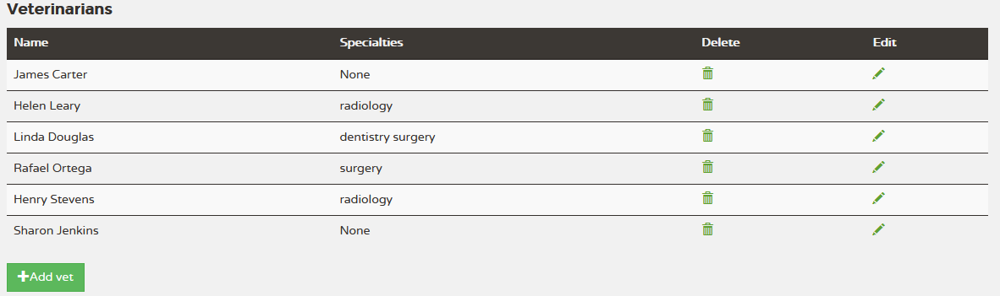 Veterinarians
Name Specialties Delete Edit
James Carter None
Helen Leary radiology
Linda Douglas dentistry surgery
Rafael Ortega surgery
Henry Stevens radiology
Sharon Jenkins None
Add vet